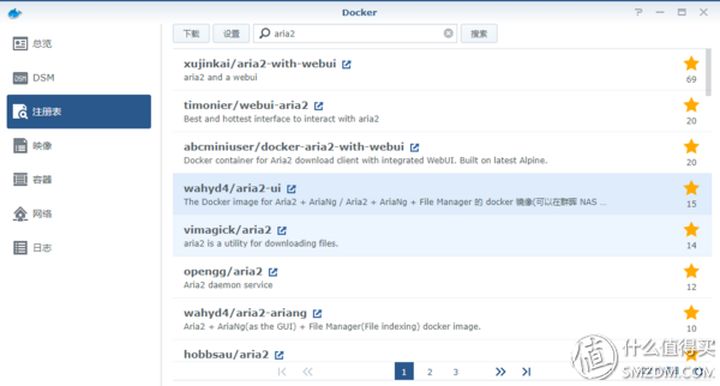 Docker
总览
DSM
DSM
注册表
映像
容器
网络
日志
下载 设置 aria2 搜索
xujinkai/aria2-with-webui
aria2 and a webui
69
timonier/webui-aria2
Best and hottest interface to interact with aria2
20
abcminiuser/docker-aria2-with-webui
Docker container for Aria2 download client with integrated WebUI. Built on latest Alpine.
20
wahyd4/aria2-ui
The Docker image for Aria2 + AriaNg / Aria2 + AriaNg + File Manager 的 docker 镜像(可以在群晖 NAS ...
15
vimagick/aria2
aria2 is a utility for downloading files.
14
opengg/aria2
Aria2 daemon service
12
wahyd4/aria2-ariang
Aria2 + AriaNg(as the GUI) + File Manager(File indexing) docker image.
10
hobbsau/aria2
1 2 3
值 什么值得买
SMZDM.COM